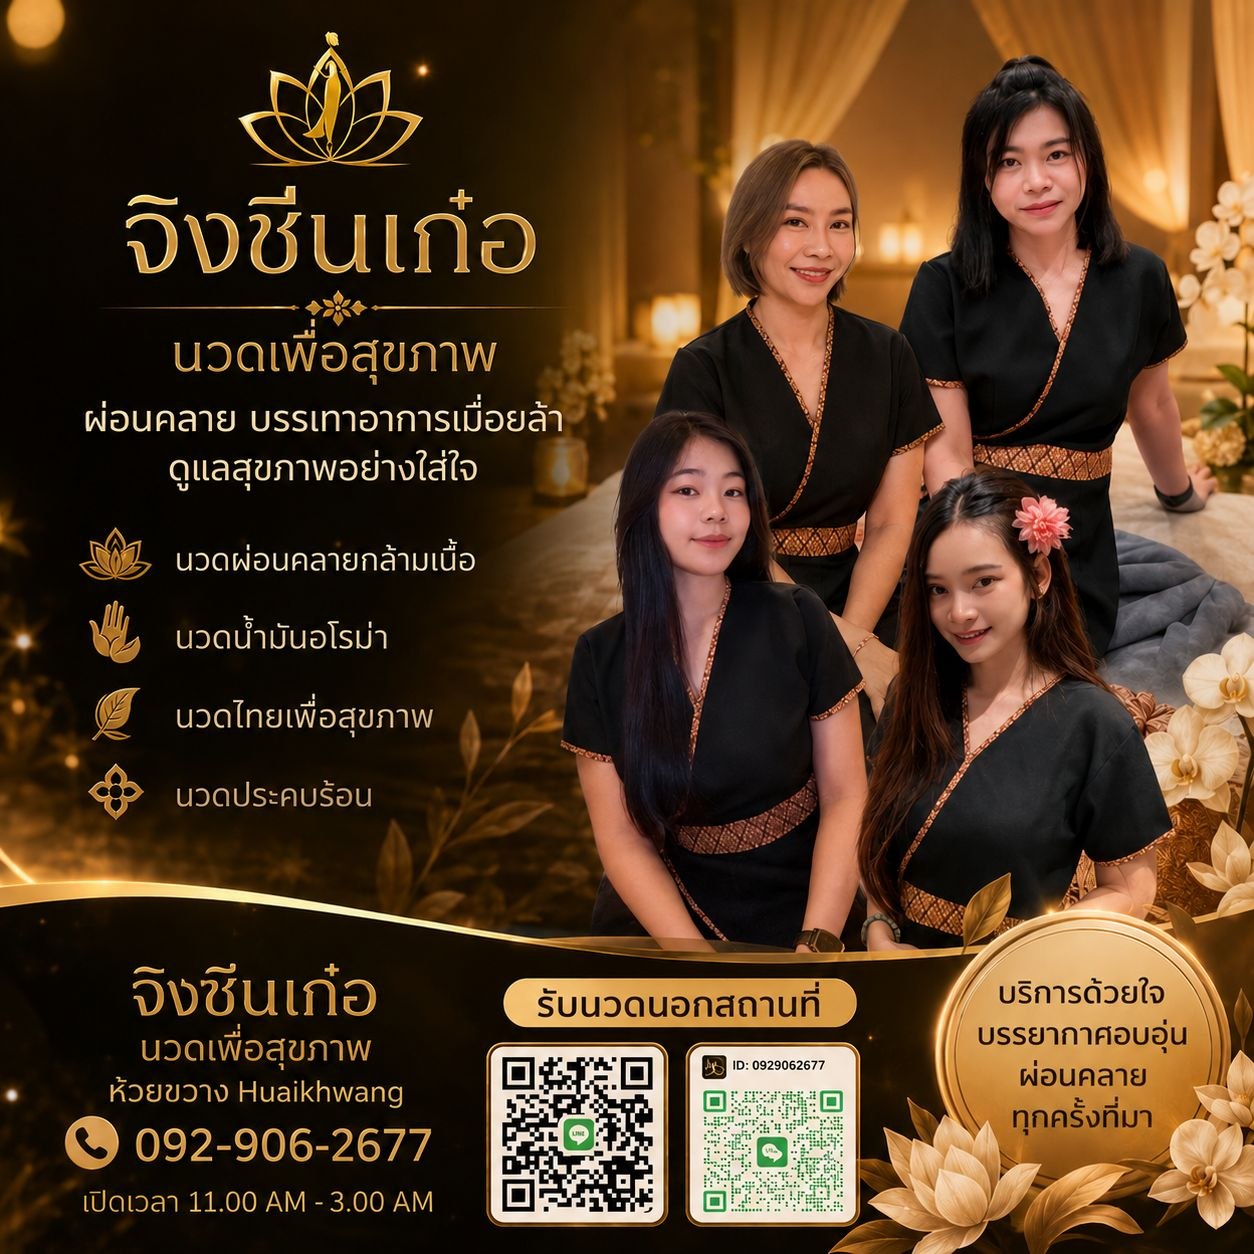 จิงชีนเก๋อ
นวดเพื่อสุขภาพ
ผ่อนคลาย บรรเทาอาการเมื่อยล้า
ดูแลสุขภาพอย่างใส่ใจ
นวดผ่อนคลายกล้ามเนื้อ
นวดน้ำมันอโรม่า
นวดไทยเพื่อสุขภาพ
นวดประคบร้อน
จิงซีนเก๋อ
นวดเพื่อสุขภาพ
ห้วยขวาง Huaikhwang
092-906-2677
เปิดเวลา 11.00 AM - 3.00 AM
รับนวดนอกสถานที่
LINE
ID: 0929062677
บริการด้วยใจ
บรรยากาศอบอุ่น
ผ่อนคลาย
ทุกครั้งที่มา